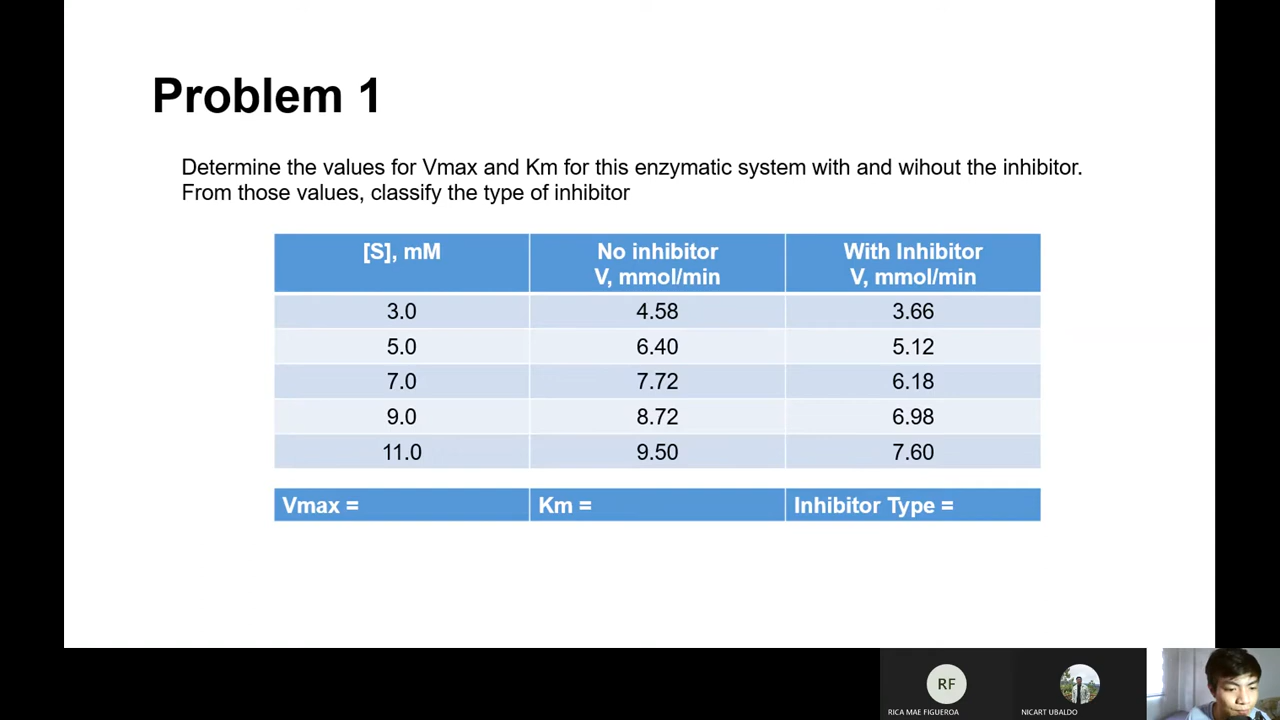 Problem 1
Determine the values for Vmax and Km for this enzymatic system with and wihout the inhibitor.
From those values, classify the type of inhibitor
[S], mM No inhibitor V, mmol/min With Inhibitor V, mmol/min
3.0 4.58 3.66
5.0 6.40 5.12
7.0 7.72 6.18
9.0 8.72 6.98
11.0 9.50 7.60
Vmax = Km = Inhibitor Type =
RF
RICA MAE FIGUEROA NICART UBALDO